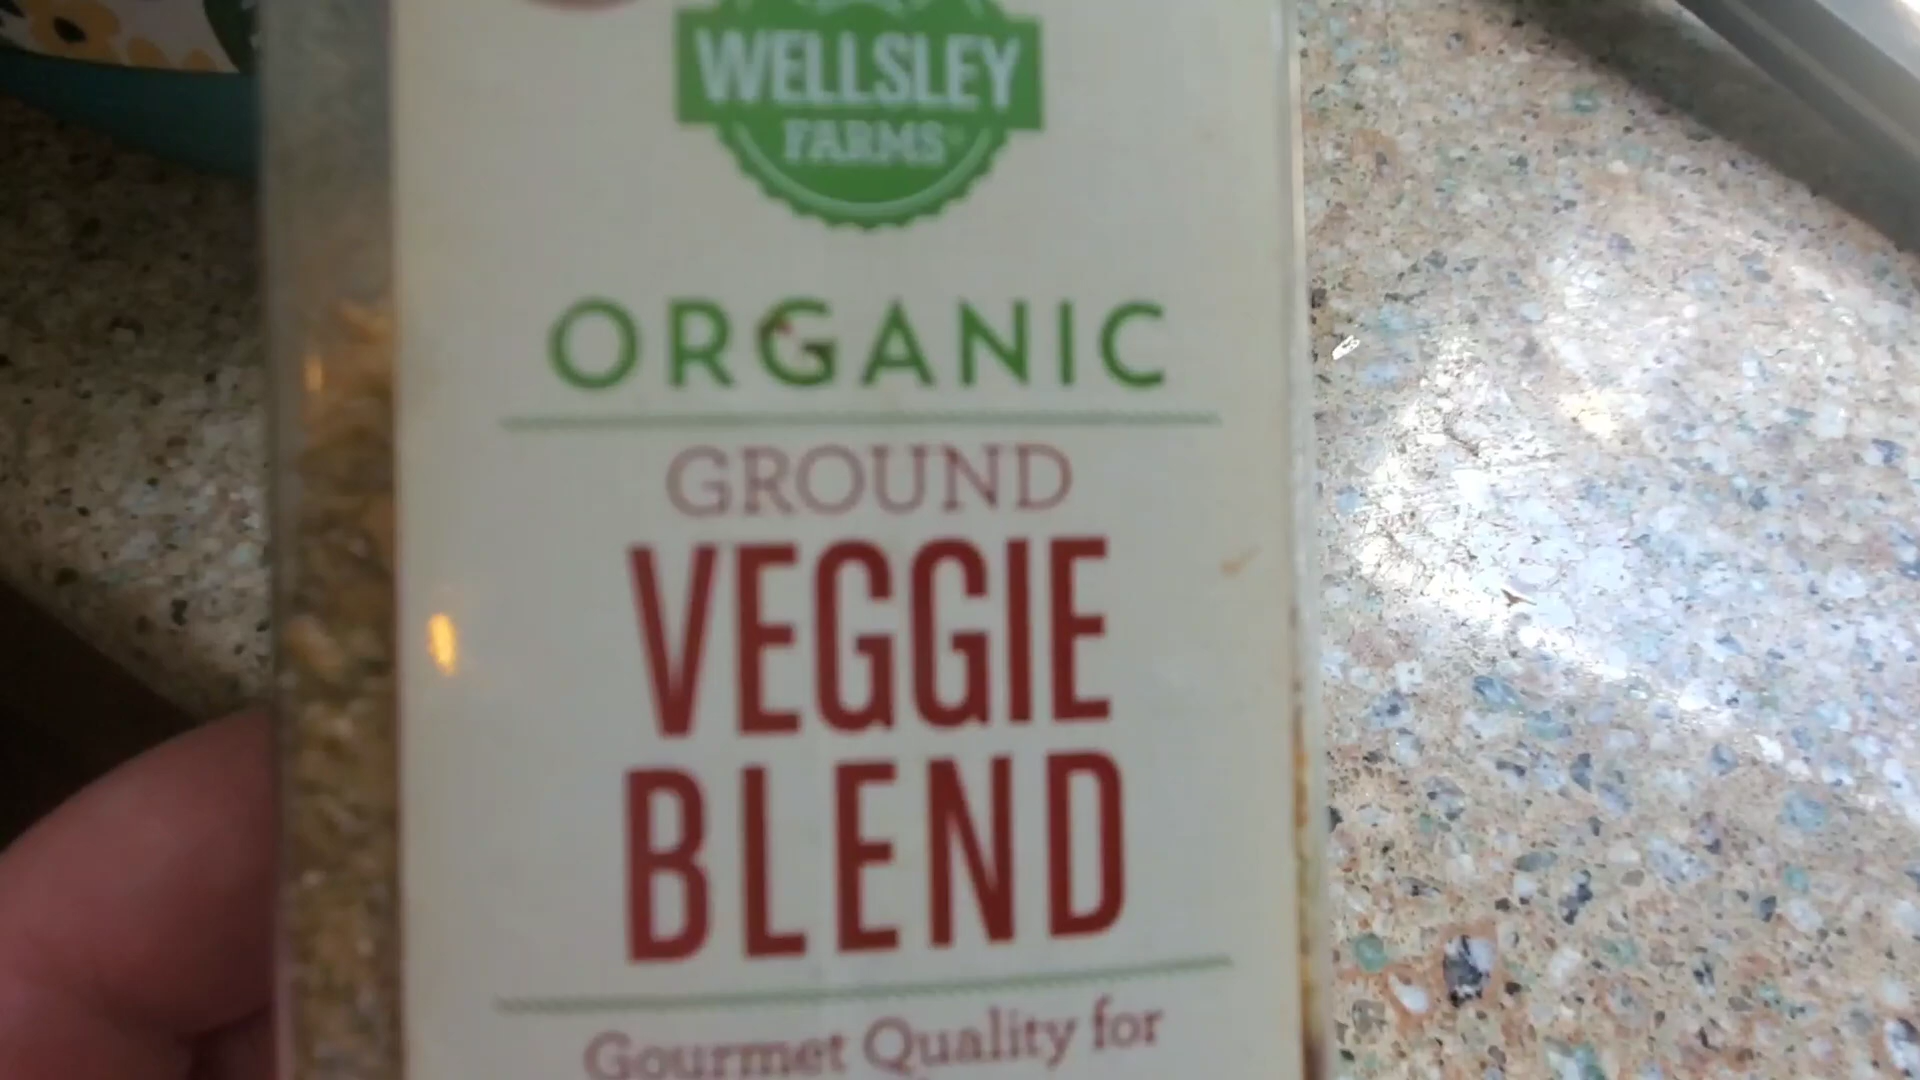 WELLSLEY
FARMS
ORGANIC
GROUND
VEGGIE
BLEND
Gourmet Quality for